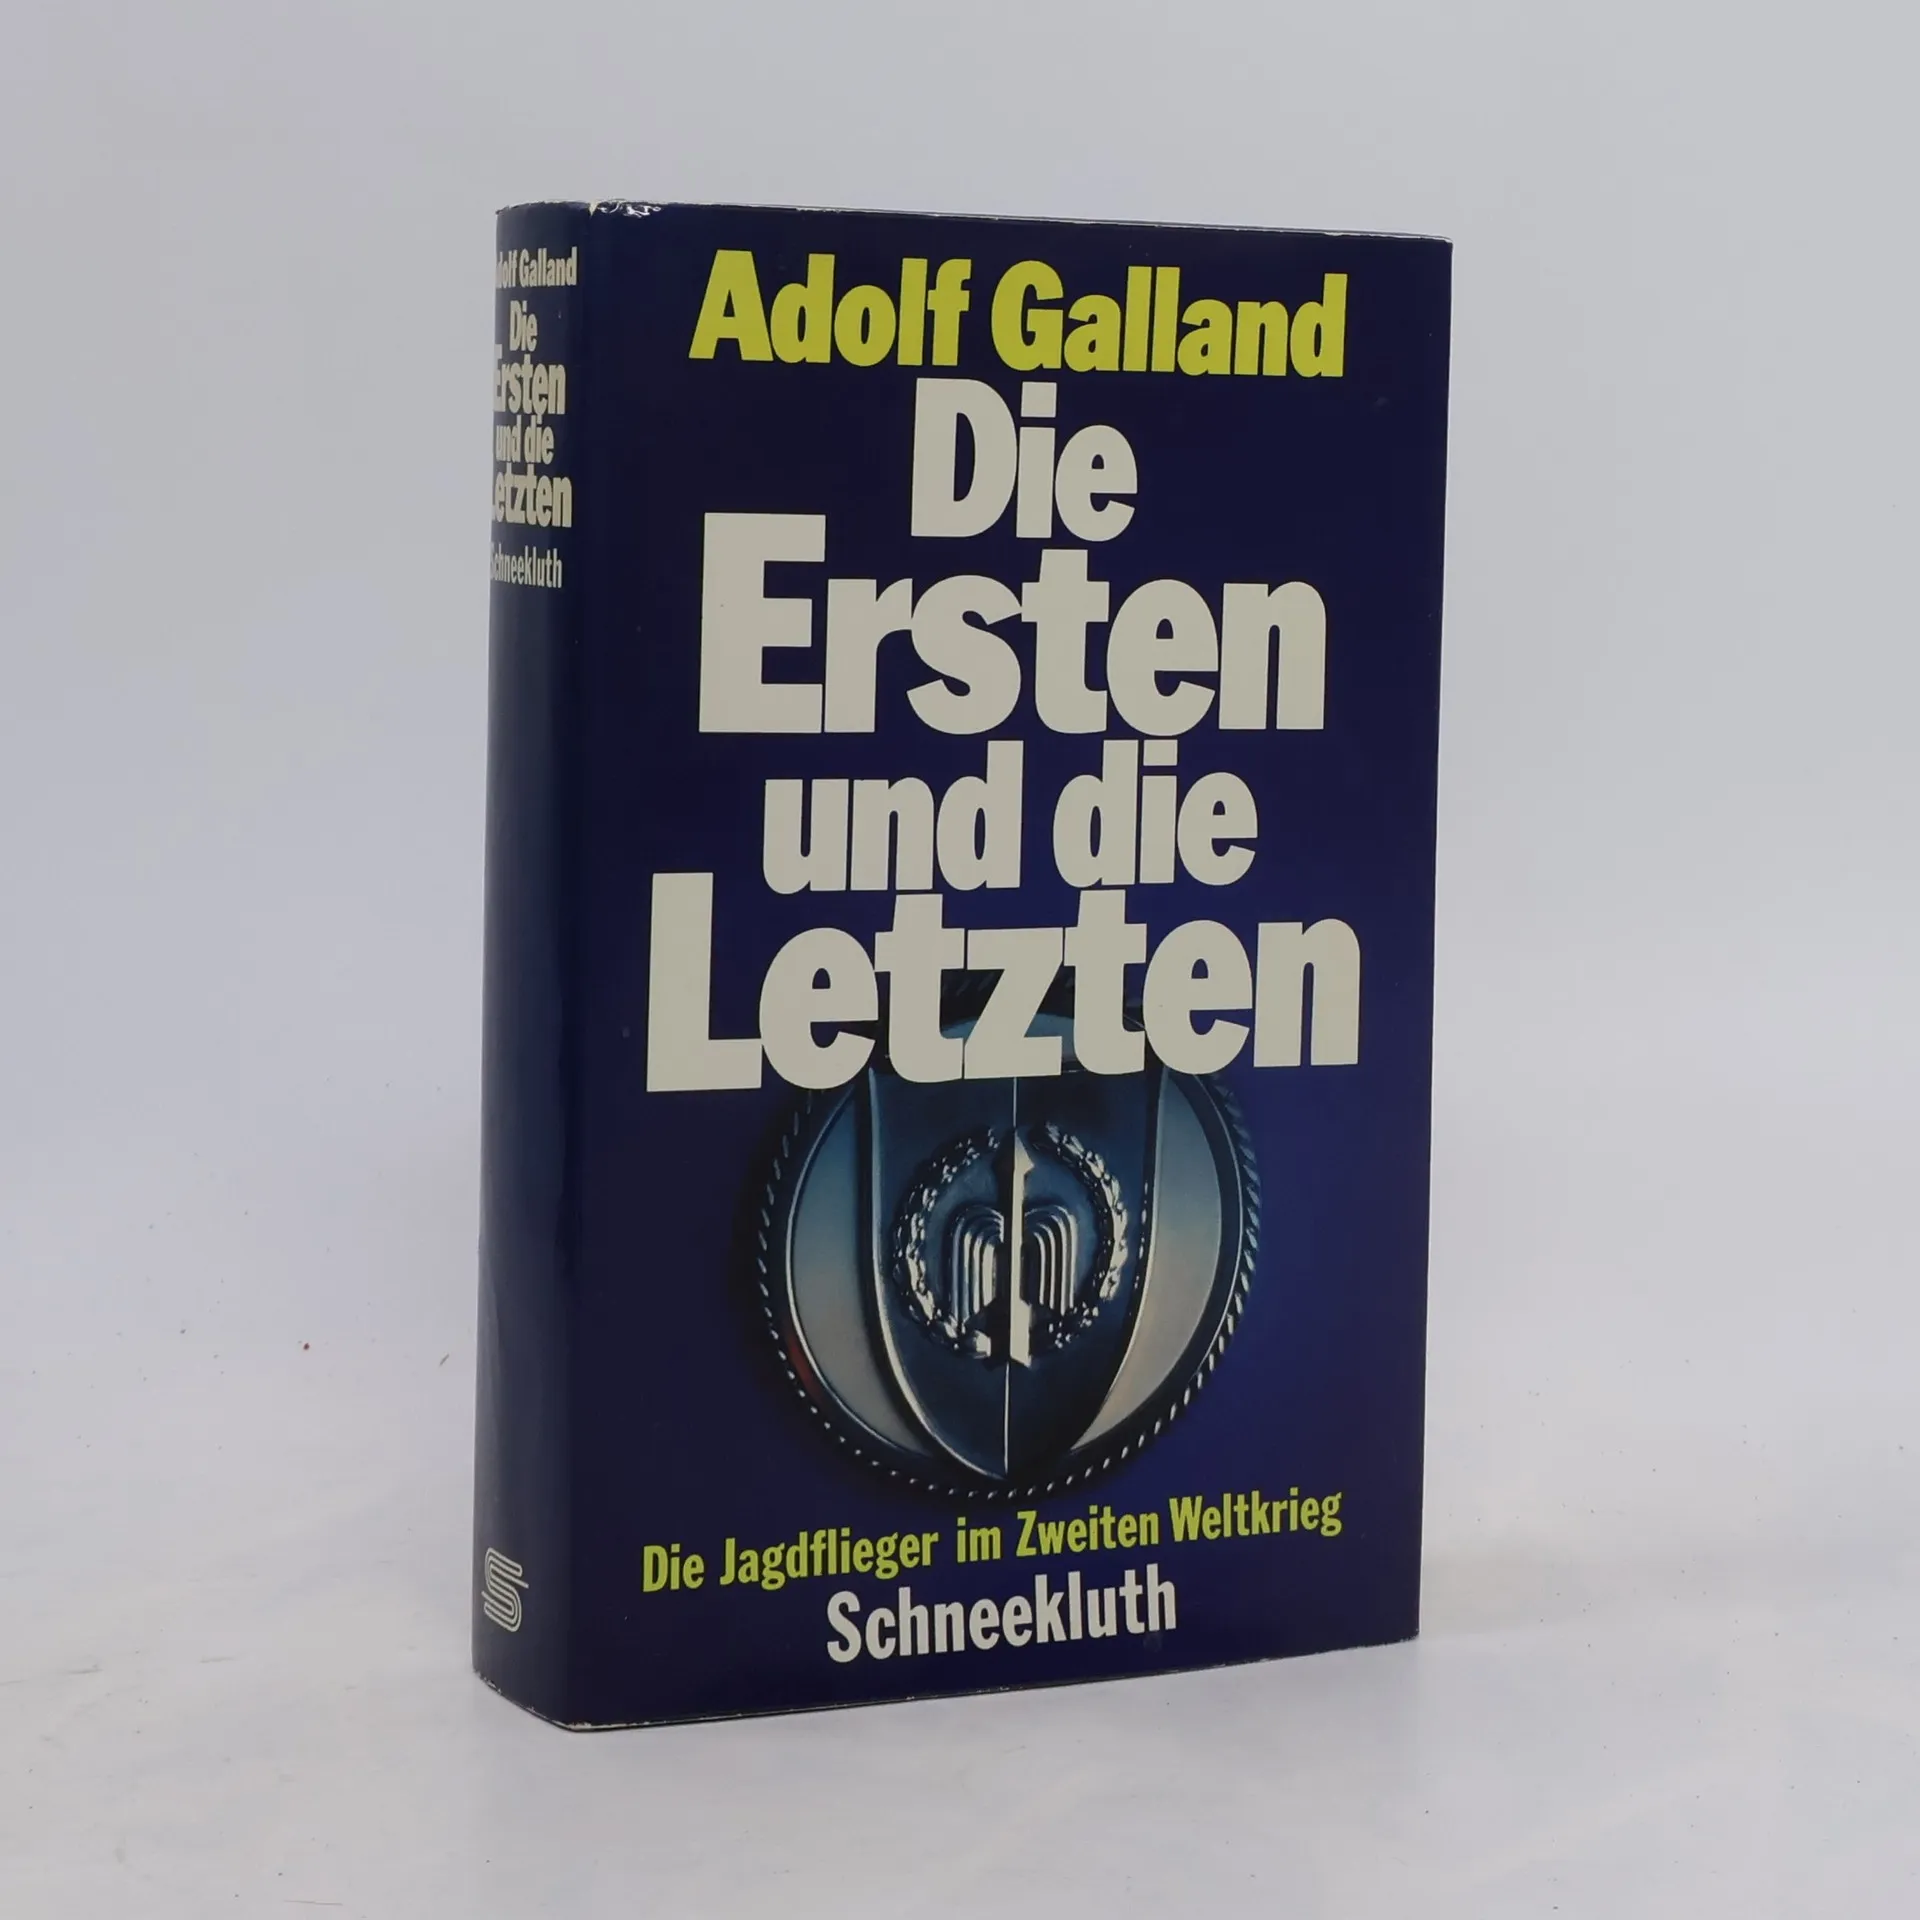 Adolf Galland
Die
Ersten
und die
Letzten
Schneekluth
Adolf Galland
Die
Ersten
und die
Letzten
Die Jagdflieger im Zweiten Weltkrieg
Schneekluth